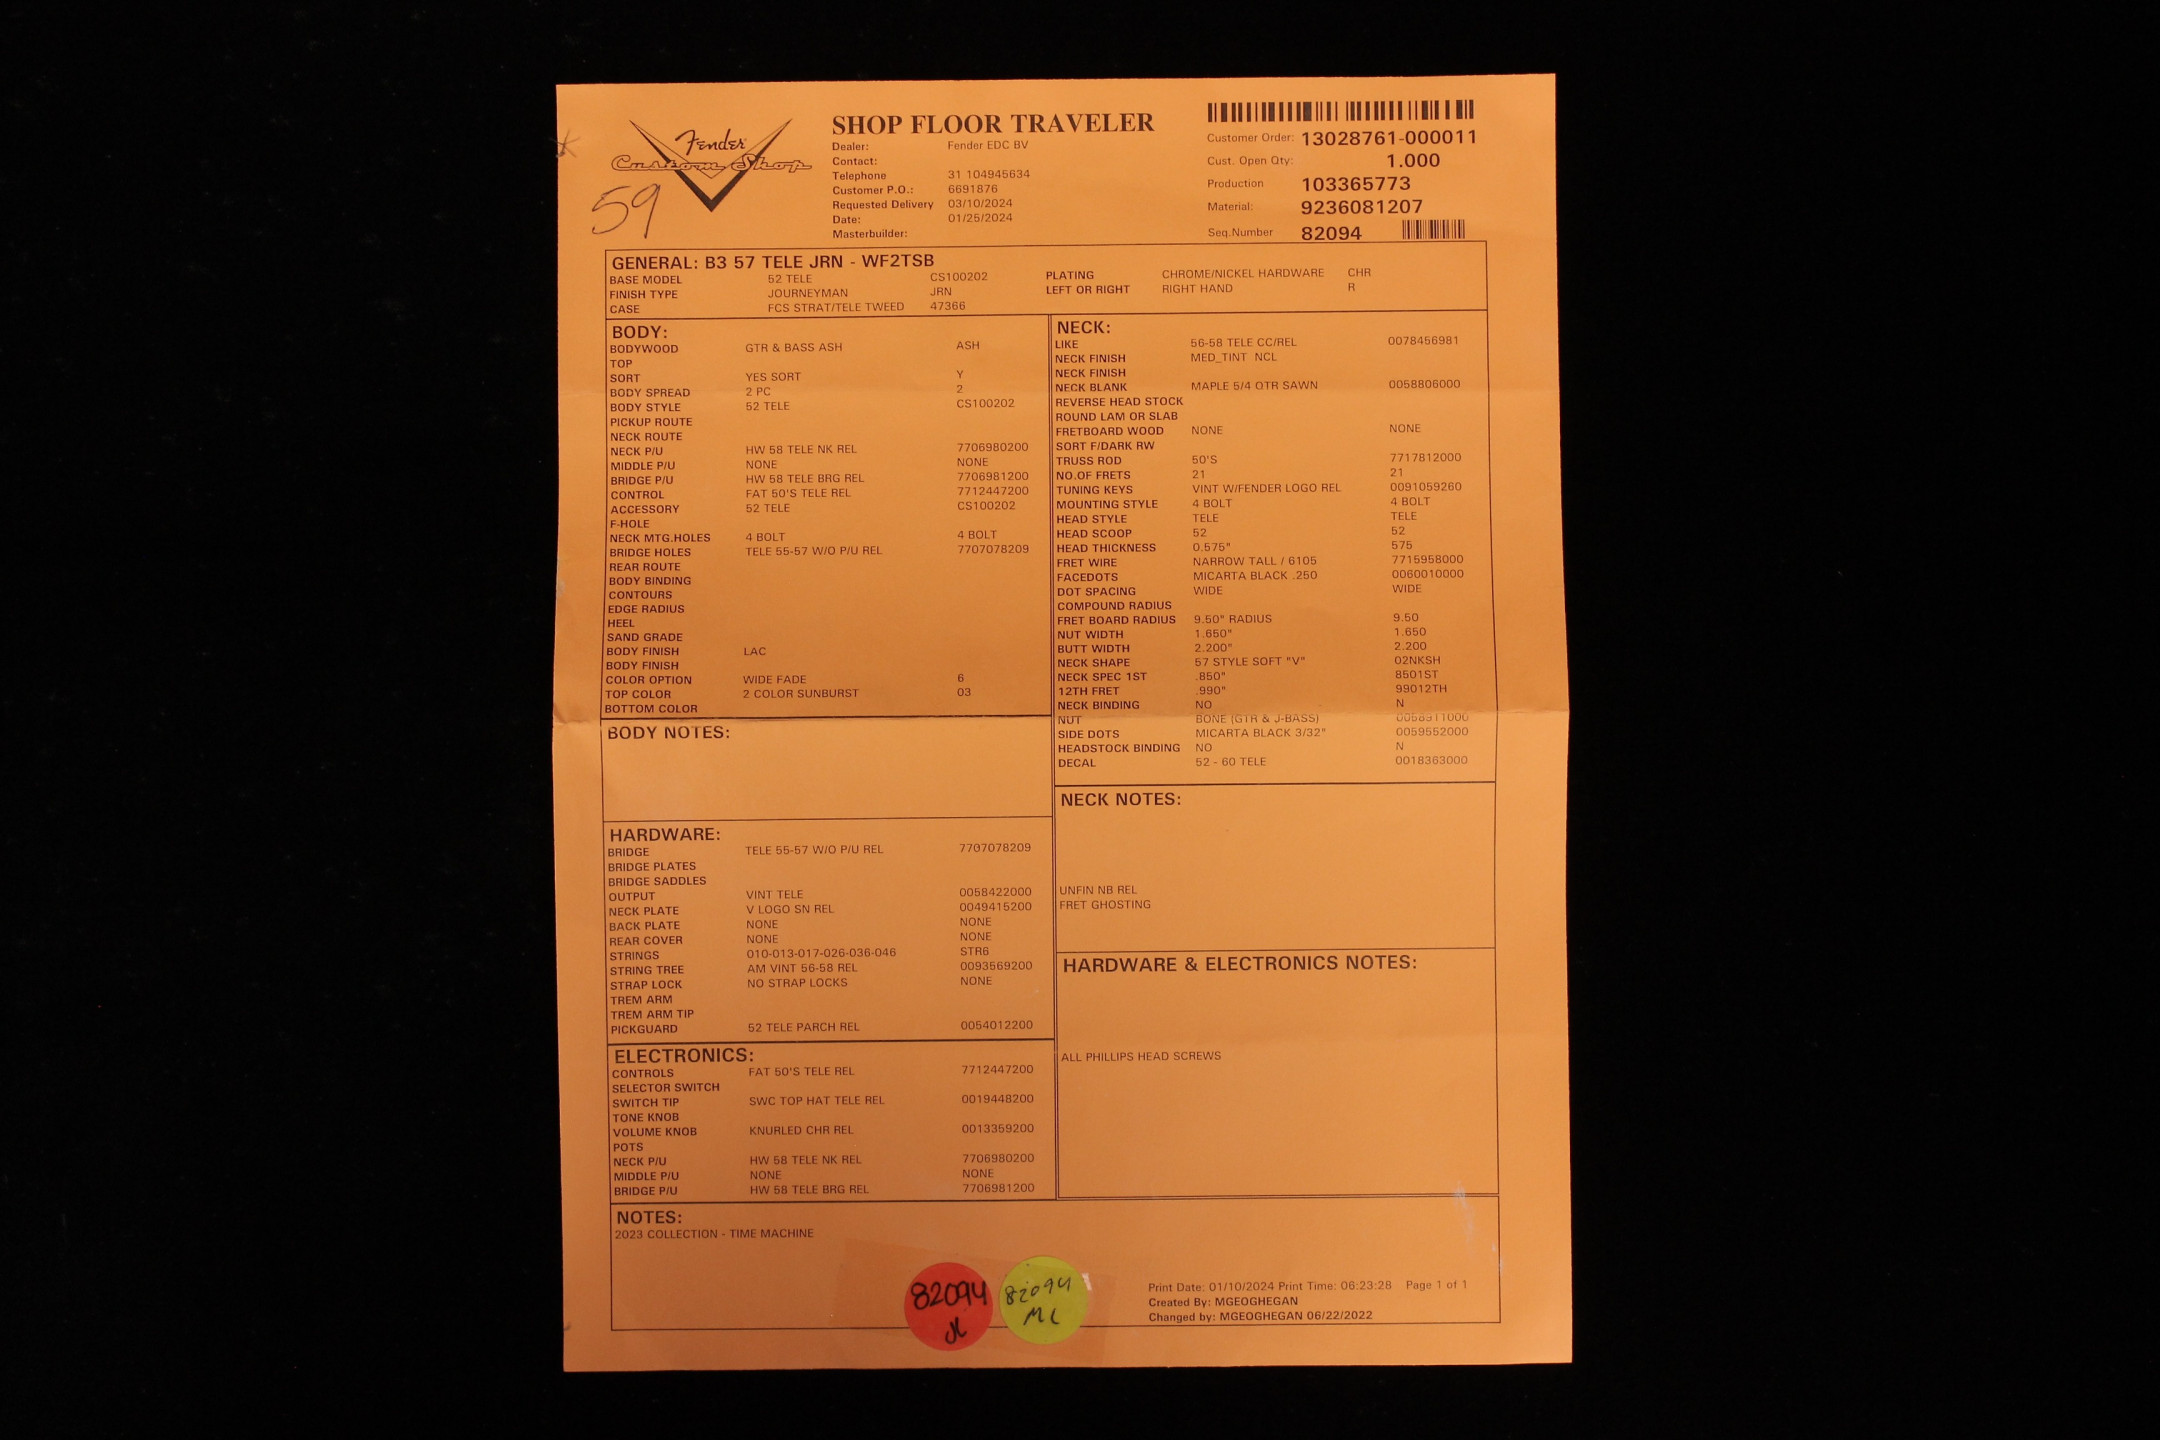 Fender
Custom Shop
59
SHOP FLOOR TRAVELER
Dealer: Fender EDC BV
Contact:
Telephone 31 104945634
Customer P.O.: 6691876
Requested Delivery 03/10/2024
Date: 01/25/2024
Masterbuilder:
Customer Order: 13028761-000011
Cust. Open Qty: 1.000
Production 103365773
Material: 9236081207
Seq.Number 82094
GENERAL: B3 57 TELE JRN - WF2TSB
BASE MODEL 52 TELE CS100202 PLATING CHROME/NICKEL HARDWARE CHR
FINISH TYPE JOURNEYMAN JRN LEFT OR RIGHT RIGHT HAND R
CASE FCS STRAT/TELE TWEED 47366
BODY:
BODYWOOD GTR & BASS ASH ASH
TOP
SORT YES SORT Y
BODY SPREAD 2 PC 2
BODY STYLE 52 TELE CS100202
PICKUP ROUTE
NECK ROUTE
NECK P/U HW 58 TELE NK REL 7706980200
MIDDLE P/U NONE NONE
BRIDGE P/U HW 58 TELE BRG REL 7706981200
CONTROL FAT 50'S TELE REL 7712447200
ACCESSORY 52 TELE CS100202
F-HOLE
NECK MTG.HOLES 4 BOLT 4 BOLT
BRIDGE HOLES TELE 55-57 W/O P/U REL 7707078209
REAR ROUTE
BODY BINDING
CONTOURS
EDGE RADIUS
HEEL
SAND GRADE
BODY FINISH LAC
BODY FINISH
COLOR OPTION WIDE FADE 6
TOP COLOR 2 COLOR SUNBURST 03
BOTTOM COLOR
BODY NOTES:
HARDWARE:
BRIDGE TELE 55-57 W/O P/U REL 7707078209
BRIDGE PLATES
BRIDGE SADDLES
OUTPUT VINT TELE 0058422000
NECK PLATE V LOGO SN REL 0049415200
BACK PLATE NONE NONE
REAR COVER NONE NONE
STRINGS 010-013-017-026-036-046 STR6
STRING TREE AM VINT 56-58 REL 0093569200
STRAP LOCK NO STRAP LOCKS NONE
TREM ARM
TREM ARM TIP
PICKGUARD 52 TELE PARCH REL 0054012200
ELECTRONICS:
CONTROLS FAT 50'S TELE REL 7712447200
SELECTOR SWITCH
SWITCH TIP SWC TOP HAT TELE REL 0019448200
TONE KNOB
VOLUME KNOB KNURLED CHR REL 0013359200
POTS
NECK P/U HW 58 TELE NK REL 7706980200
MIDDLE P/U NONE NONE
BRIDGE P/U HW 58 TELE BRG REL 7706981200
NECK:
LIKE 56-58 TELE CC/REL 0078456981
NECK FINISH MED_TINT NCL
NECK FINISH
NECK BLANK MAPLE 5/4 QTR SAWN 0058806000
REVERSE HEAD STOCK
ROUND LAM OR SLAB
FRETBOARD WOOD NONE NONE
SORT F/DARK RW
TRUSS ROD 50'S 7717812000
NO.OF FRETS 21 21
TUNING KEYS VINT W/FENDER LOGO REL 0091059260
MOUNTING STYLE 4 BOLT 4 BOLT
HEAD STYLE TELE TELE
HEAD SCOOP 52 52
HEAD THICKNESS 0.575" 575
FRET WIRE NARROW TALL / 6105 7715958000
FACEDOTS MICARTA BLACK .250 0060010000
DOT SPACING WIDE WIDE
COMPOUND RADIUS
FRET BOARD RADIUS 9.50" RADIUS 9.50
NUT WIDTH 1.650" 1.650
BUTT WIDTH 2.200" 2.200
NECK SHAPE 57 STYLE SOFT "V" 02NKSH
NECK SPEC 1ST .850" 8501ST
12TH FRET .990" 99012TH
NECK BINDING NO N
NUT BONE (GTR & J-BASS) 0058311000
SIDE DOTS MICARTA BLACK 3/32" 0059552000
HEADSTOCK BINDING NO N
DECAL 52 - 60 TELE 0018363000
NECK NOTES:
UNFIN NB REL
FRET GHOSTING
HARDWARE & ELECTRONICS NOTES:
ALL PHILLIPS HEAD SCREWS
NOTES:
2023 COLLECTION - TIME MACHINE
82094
JL
82094
ML
Print Date: 01/10/2024 Print Time: 06:23:28 Page 1 of 1
Created By: MGEOGHEGAN
Changed by: MGEOGHEGAN 06/22/2022